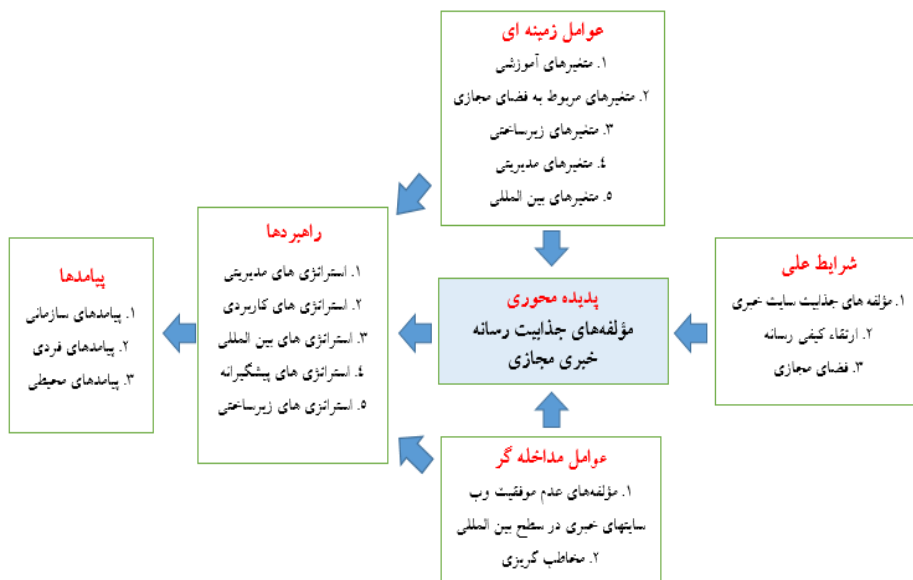 عوامل زمینه ای
۱. متغیرهای آموزشی
۲. متغیرهای مربوط به فضای مجازی
۳. متغیرهای زیرساختی
۴. متغیرهای مدیریتی
۵. متغیرهای بین المللی
شرایط علی
۱. مؤلفه های جذابیت سایت خبری
۲. ارتقاء کیفی رسانه
۳. فضای مجازی
پدیده محوری
مؤلفه‌های جذابیت رسانه
خبری مجازی
راهبردها
۱. استراتژی های مدیریتی
۲. استراتژی های کاربردی
۳. استراتژی های بین المللی
۴. استراتژی های پیشگیرانه
۵. استراتژی های زیرساختی
پیامدها
۱. پیامدهای سازمانی
۲. پیامدهای فردی
۳. پیامدهای محیطی
عوامل مداخله گر
۱. مؤلفه‌های عدم موفقیت وب
سایتهای خبری در سطح بین المللی
۲. مخاطب گریزی